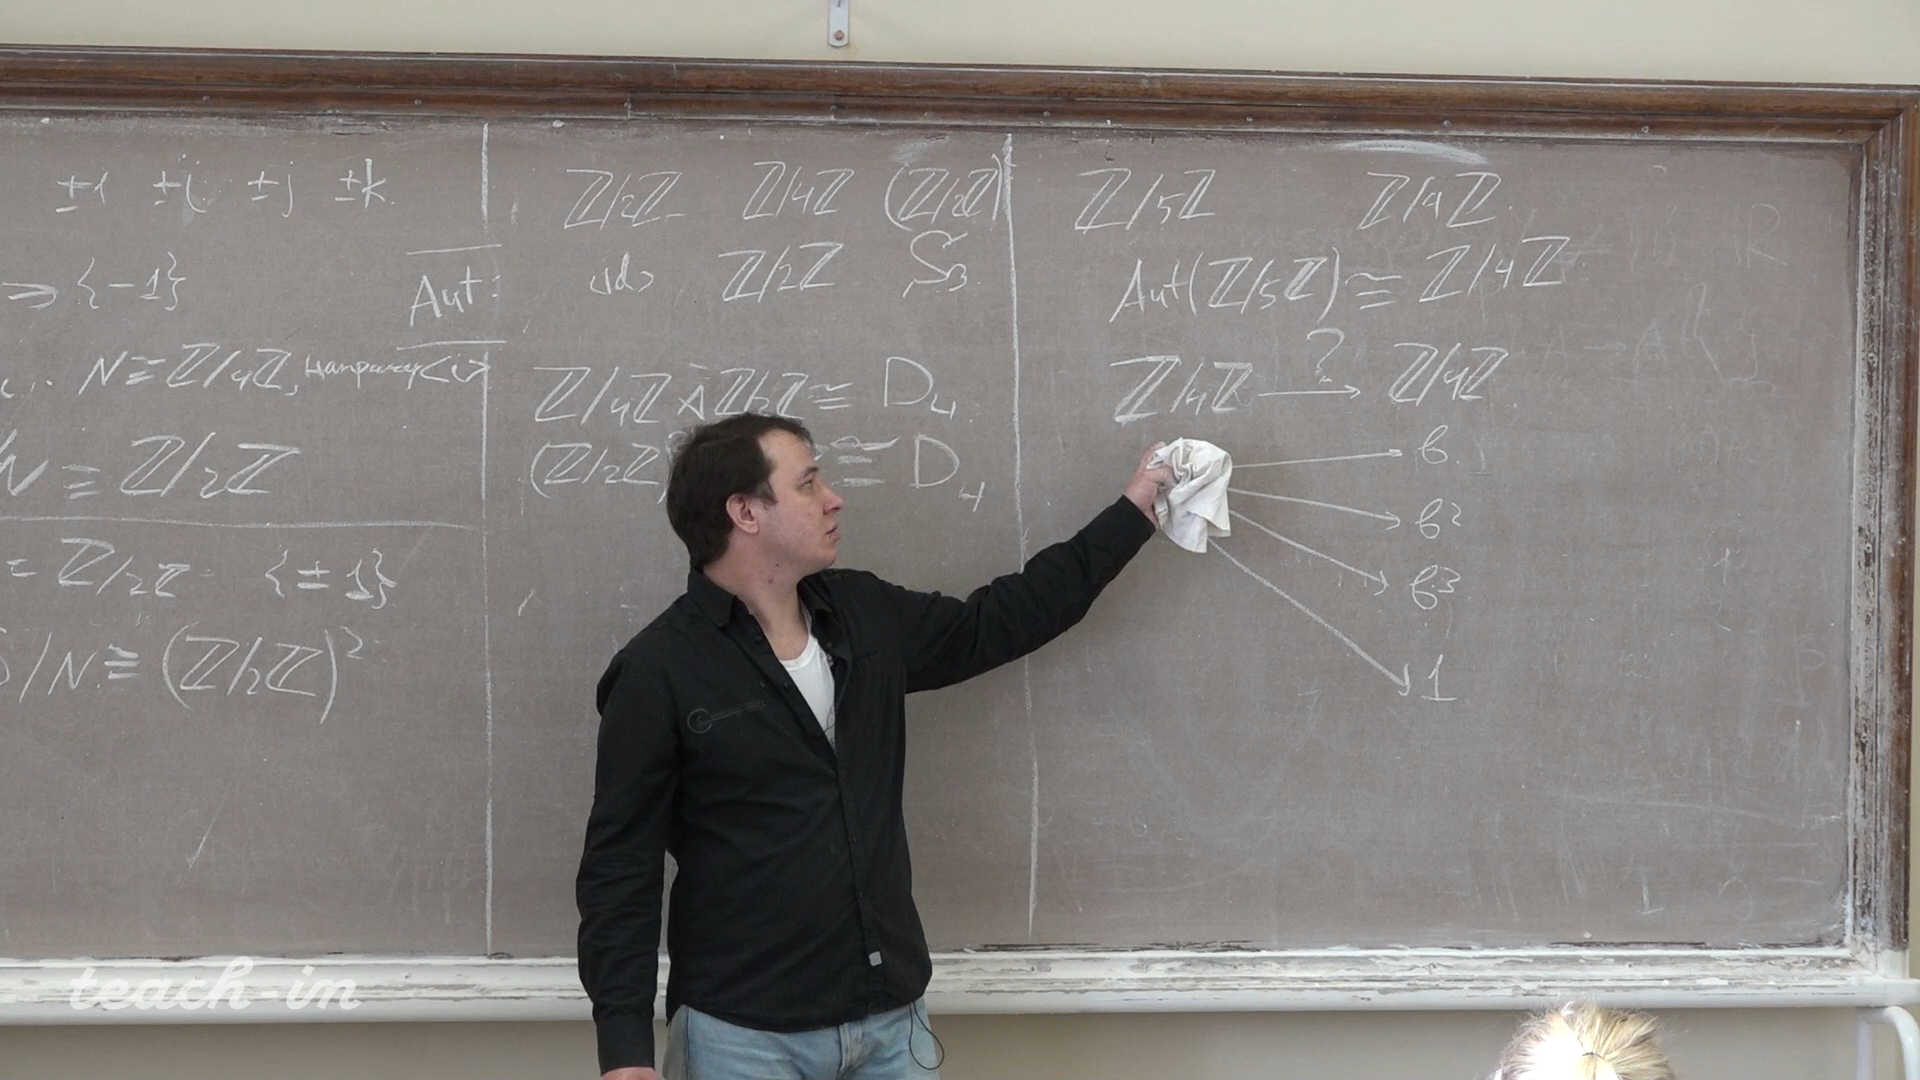 ±1 ±i ±j ±k.
→ {-1}
N≅ℤ/4ℤ, например <i>
/N ≅ ℤ/2ℤ
= ℤ/2ℤ {±1}
/N ≅ (ℤ/2ℤ)²
ℤ/2ℤ ℤ/4ℤ (ℤ/2ℤ)
Aut: id ℤ/2ℤ S₃
ℤ/4ℤ ⋋ ℤ/2ℤ ≅ D₄
(ℤ/2ℤ) ≅ D₄
ℤ/5ℤ ℤ/4ℤ
Aut(ℤ/5ℤ) ≅ ℤ/4ℤ
ℤ/4ℤ ?→ ℤ/4ℤ
→ b
→ b²
→ b³
→ 1
teach-in